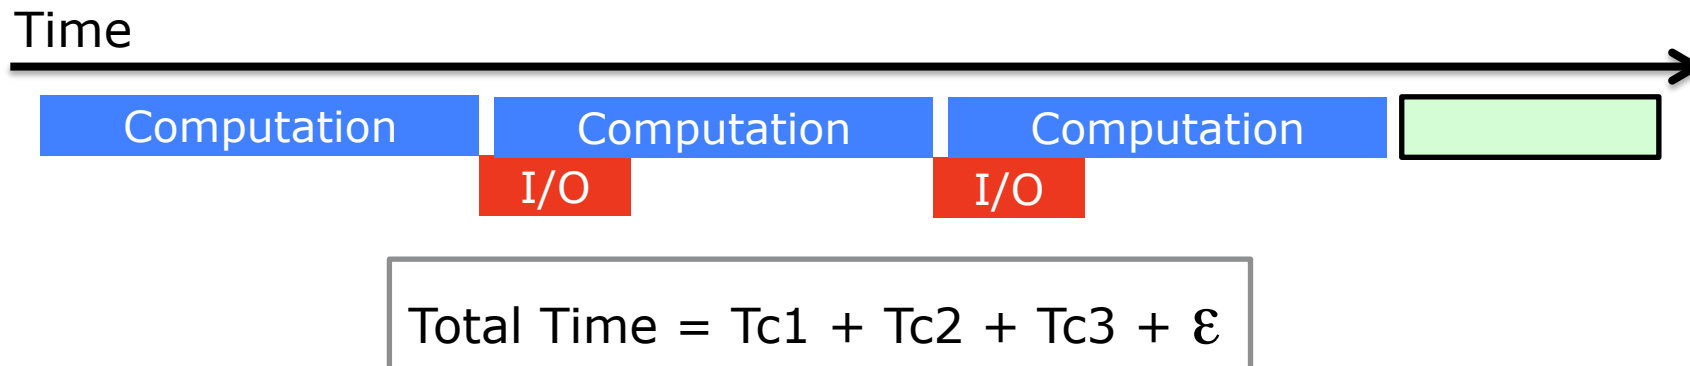 Time
Computation Computation Computation
I/O I/O
Total Time = Tc1 + Tc2 + Tc3 + ε